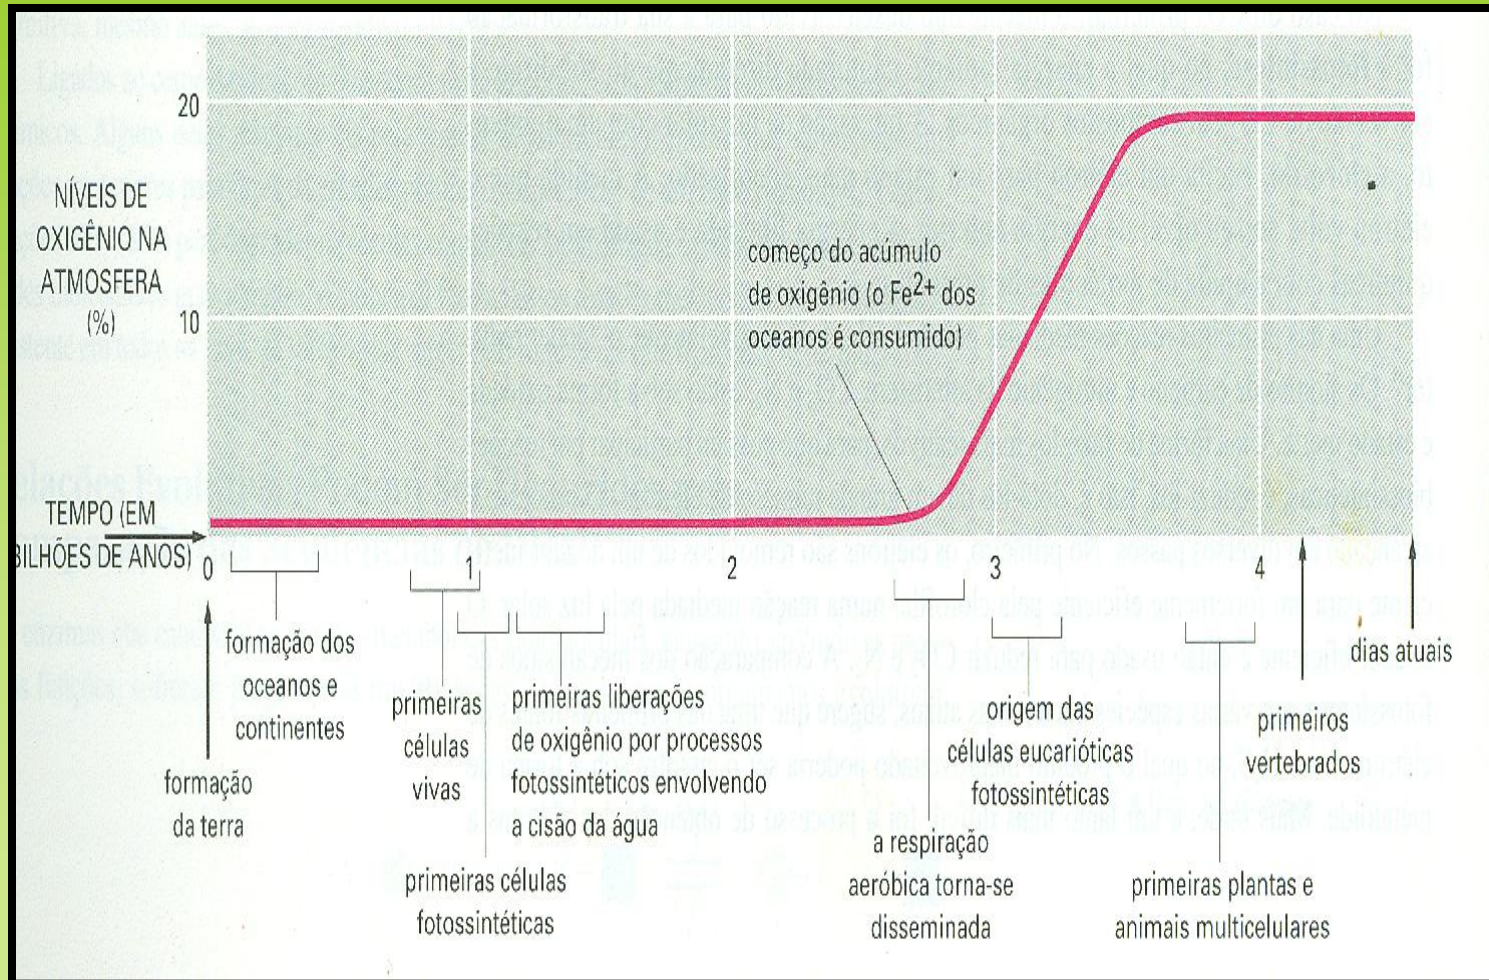 20
NÍVEIS DE
OXIGÊNIO NA
ATMOSFERA
(%)
10
começo do acúmulo
de oxigênio (o Fe2+ dos
oceanos é consumido)
TEMPO (EM
BILHÕES DE ANOS)
0
1
2
3
4
formação dos
oceanos e
continentes
formação
da terra
primeiras
células
vivas
primeiras células
fotossintéticas
primeiras liberações
de oxigênio por processos
fotossintéticos envolvendo
a cisão da água
a respiração
aeróbica torna-se
disseminada
origem das
células eucarióticas
fotossintéticas
primeiras plantas e
animais multicelulares
primeiros
vertebrados
dias atuais